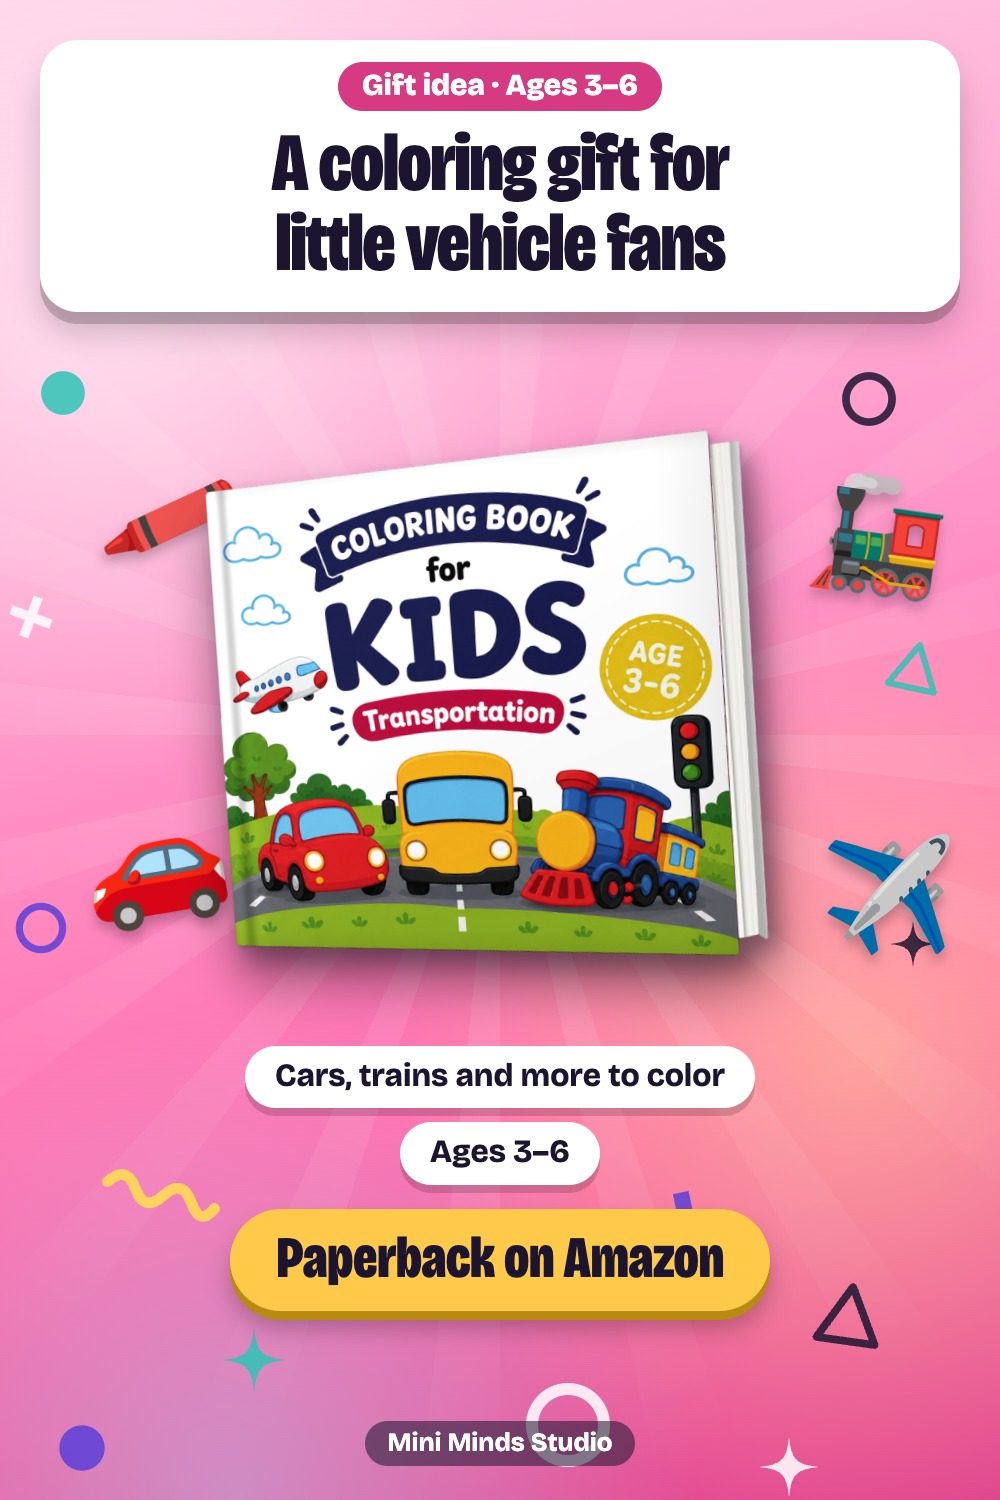 Gift idea · Ages 3–6
A coloring gift for
little vehicle fans
COLORING BOOK
for
KIDS
Transportation
AGE
3-6
Cars, trains and more to color
Ages 3–6
Paperback on Amazon
Mini Minds Studio